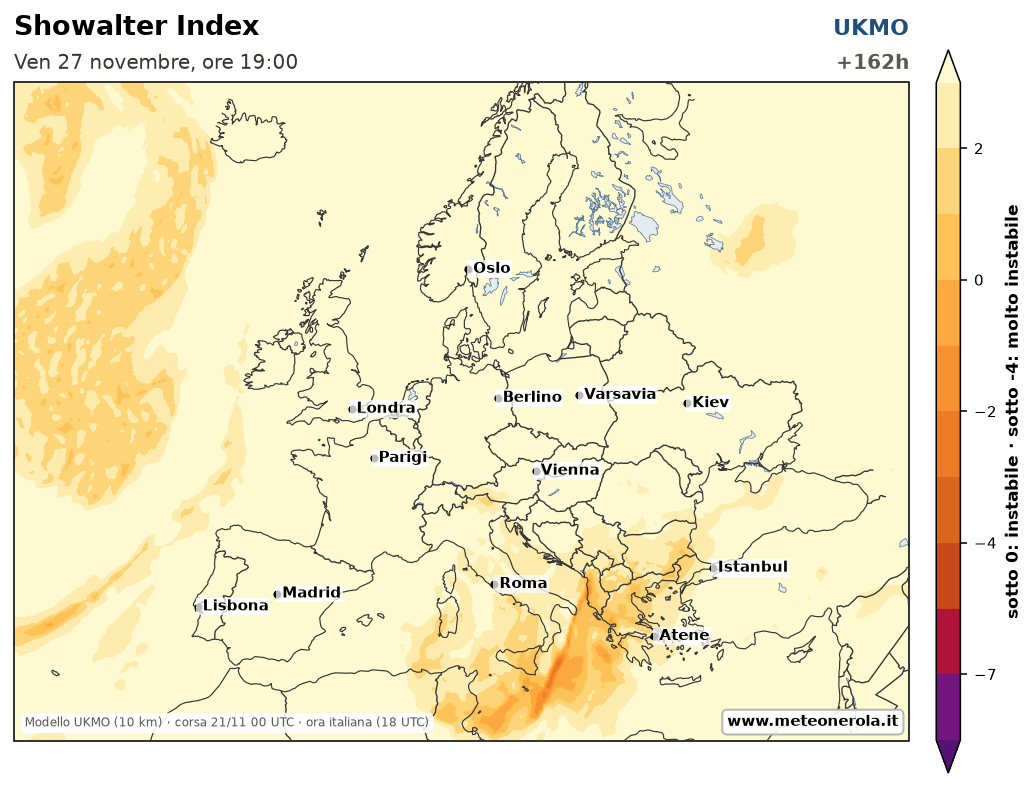 Showalter Index
UKMO
Ven 27 novembre, ore 19:00
+162h
Oslo
Londra
Berlino
Varsavia
Kiev
Parigi
Vienna
Istanbul
Roma
Madrid
Lisbona
Atene
Modello UKMO (10 km) · corsa 21/11 00 UTC · ora italiana (18 UTC)
www.meteonerola.it
2
0
−2
−4
−7
sotto 0: instabile · sotto -4: molto instabile